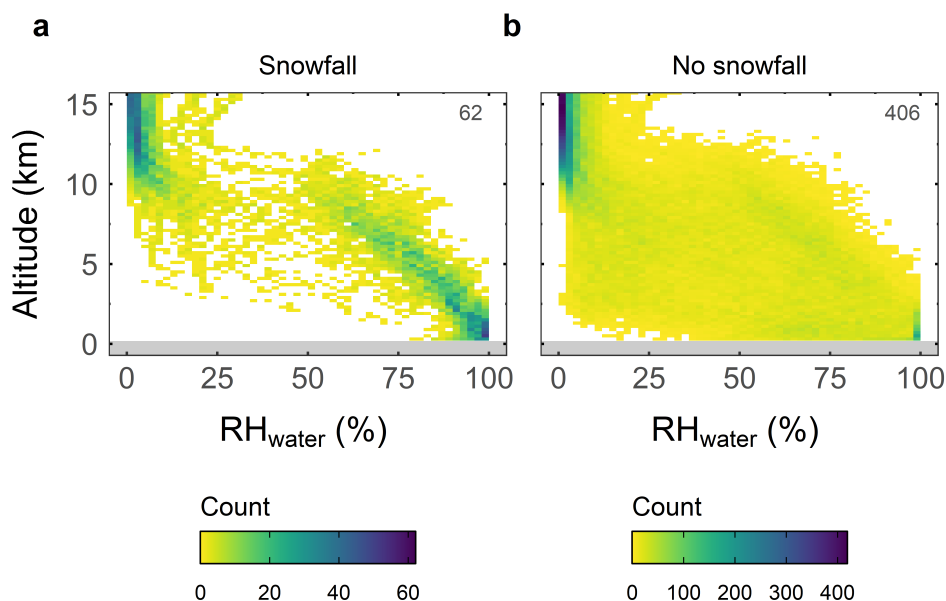 a
b
Snowfall
No snowfall
62
406
Altitude (km)
15
10
5
0
0 25 50 75 100
0 25 50 75 100
RHwater (%)
RHwater (%)
Count
Count
0 20 40 60
0 100 200 300 400